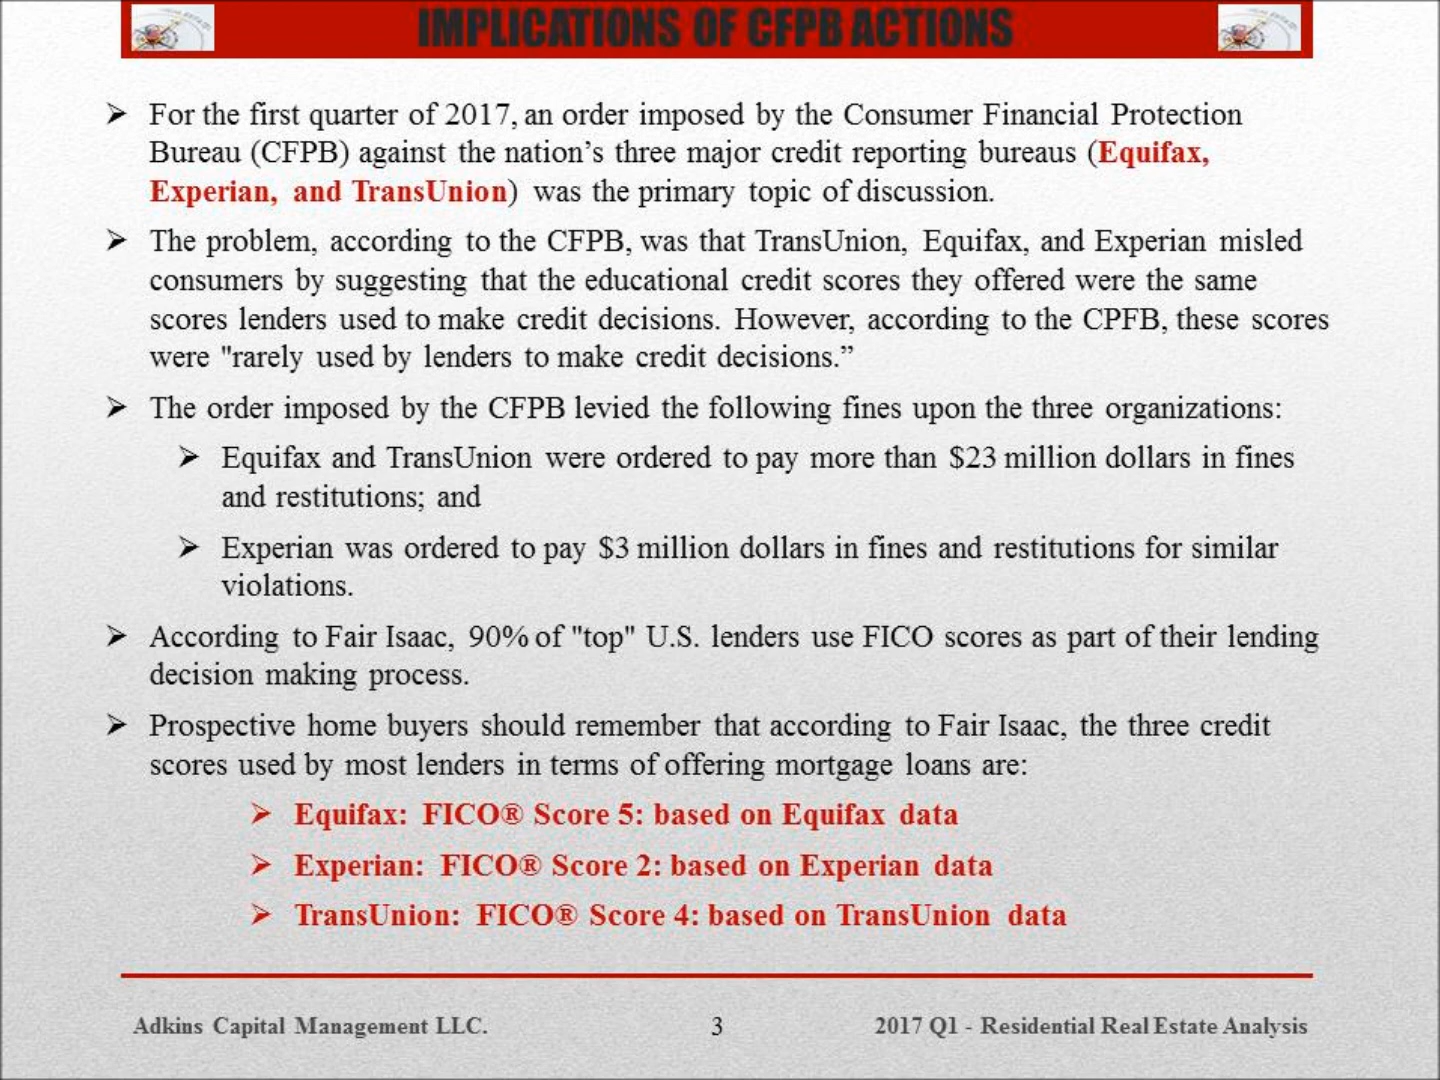 IMPLICATIONS OF CFPB ACTIONS
➢ For the first quarter of 2017, an order imposed by the Consumer Financial Protection
Bureau (CFPB) against the nation’s three major credit reporting bureaus (Equifax,
Experian, and TransUnion) was the primary topic of discussion.
➢ The problem, according to the CFPB, was that TransUnion, Equifax, and Experian misled
consumers by suggesting that the educational credit scores they offered were the same
scores lenders used to make credit decisions. However, according to the CPFB, these scores
were "rarely used by lenders to make credit decisions.”
➢ The order imposed by the CFPB levied the following fines upon the three organizations:
➢ Equifax and TransUnion were ordered to pay more than $23 million dollars in fines
and restitutions; and
➢ Experian was ordered to pay $3 million dollars in fines and restitutions for similar
violations.
➢ According to Fair Isaac, 90% of "top" U.S. lenders use FICO scores as part of their lending
decision making process.
➢ Prospective home buyers should remember that according to Fair Isaac, the three credit
scores used by most lenders in terms of offering mortgage loans are:
➢ Equifax: FICO® Score 5: based on Equifax data
➢ Experian: FICO® Score 2: based on Experian data
➢ TransUnion: FICO® Score 4: based on TransUnion data
Adkins Capital Management LLC.
3
2017 Q1 - Residential Real Estate Analysis